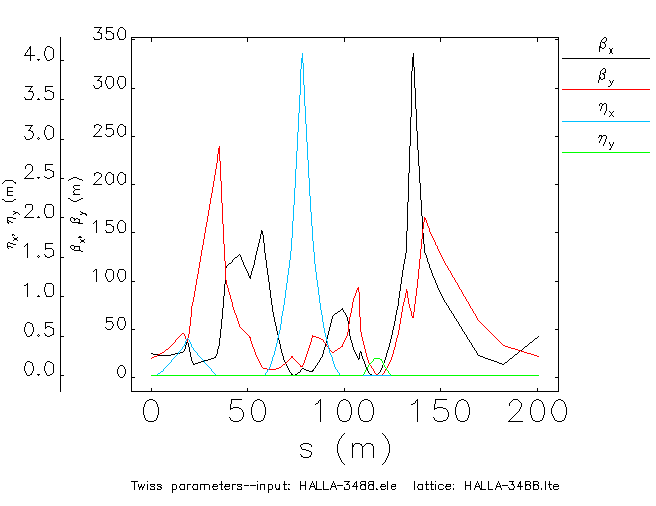 350
300
250
200
150
100
50
0
4.0
3.5
3.0
2.5
2.0
1.5
1.0
0.5
0.0
ηx, ηy (m)
βx, βy (m)
βx
βy
ηx
ηy
0 50 100 150 200
s (m)
Twiss parameters--input: HALLA-3488.ele lattice: HALLA-3488.lte